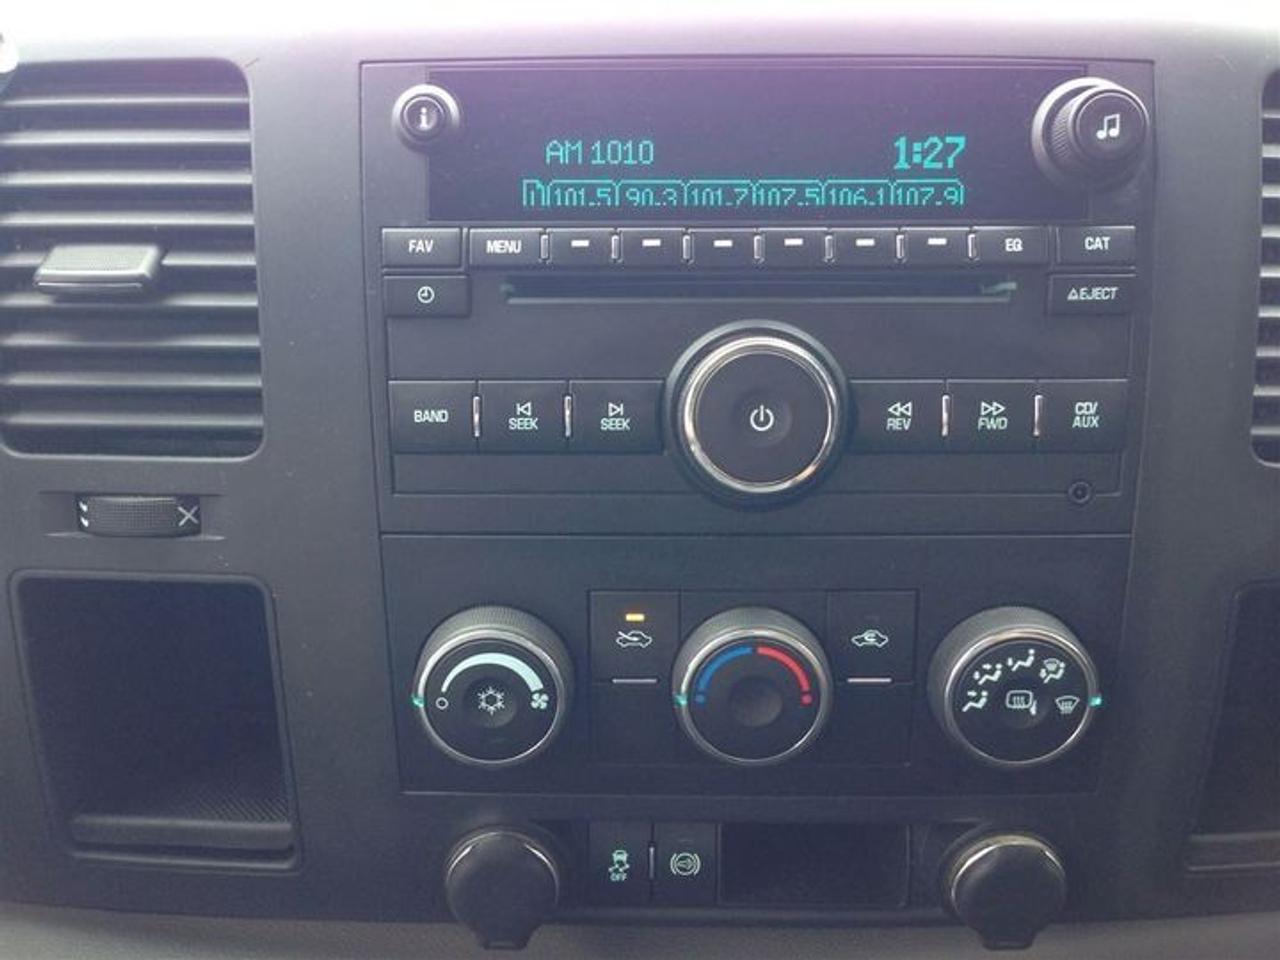 i
AM 1010 1:27
1 101.5 90.3 101.7 107.5 106.1 107.9
FAV MENU EQ CAT
EJECT
BAND SEEK SEEK REV FWD CD/
AUX
OFF